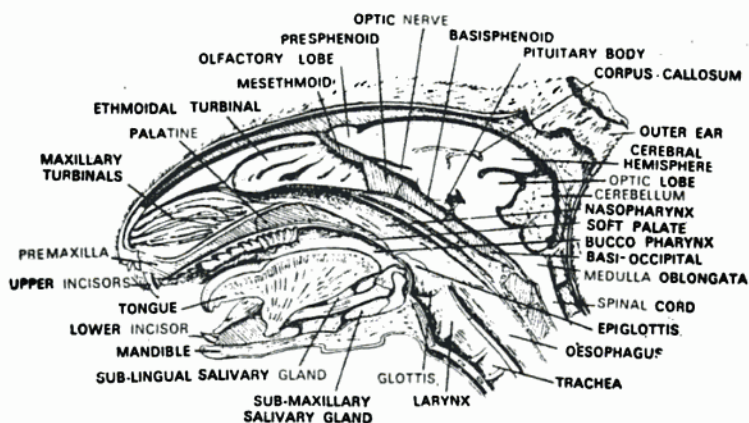 OPTIC NERVE
PRESPHENOID
BASISPHENOID
OLFACTORY LOBE
PITUITARY BODY
MESETHMOID
CORPUS CALLOSUM
ETHMOIDAL TURBINAL
PALATINE
OUTER EAR
MAXILLARY
TURBINALS
CEREBRAL
HEMISPHERE
OPTIC LOBE
CEREBELLUM
NASOPHARYNX
SOFT PALATE
BUCCO PHARYNX
BASI-OCCIPITAL
PREMAXILLA
MEDULLA OBLONGATA
UPPER INCISORS
TONGUE
SPINAL CORD
LOWER INCISOR
EPIGLOTTIS
MANDIBLE
OESOPHAGUS
SUB-LINGUAL SALIVARY GLAND
GLOTTIS
TRACHEA
SUB-MAXILLARY
SALIVARY GLAND
LARYNX